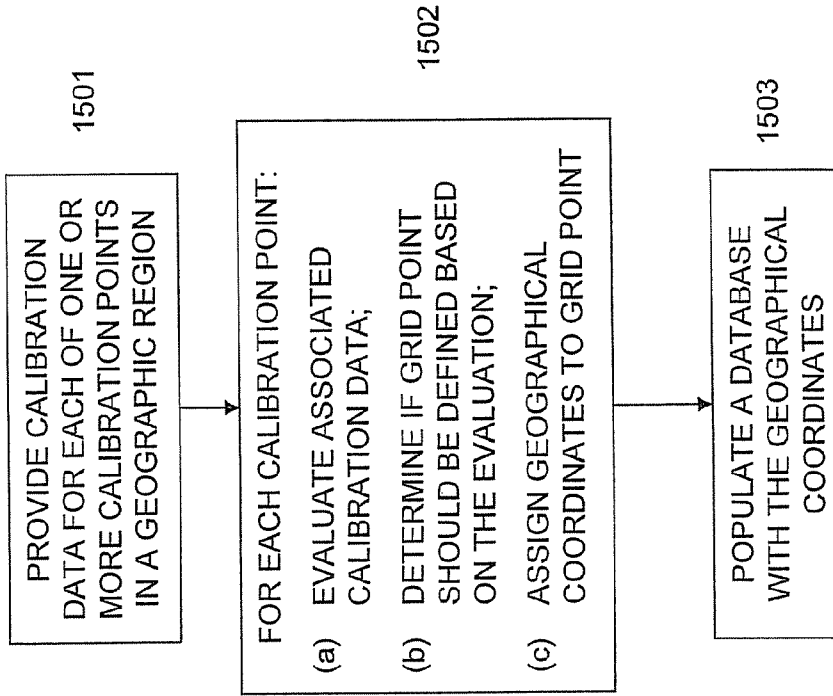 PROVIDE CALIBRATION
DATA FOR EACH OF ONE OR
MORE CALIBRATION POINTS
IN A GEOGRAPHIC REGION
1501
FOR EACH CALIBRATION POINT:
(a) EVALUATE ASSOCIATED
CALIBRATION DATA;
(b) DETERMINE IF GRID POINT
SHOULD BE DEFINED BASED
ON THE EVALUATION;
(c) ASSIGN GEOGRAPHICAL
COORDINATES TO GRID POINT
1502
POPULATE A DATABASE
WITH THE GEOGRAPHICAL
COORDINATES
1503